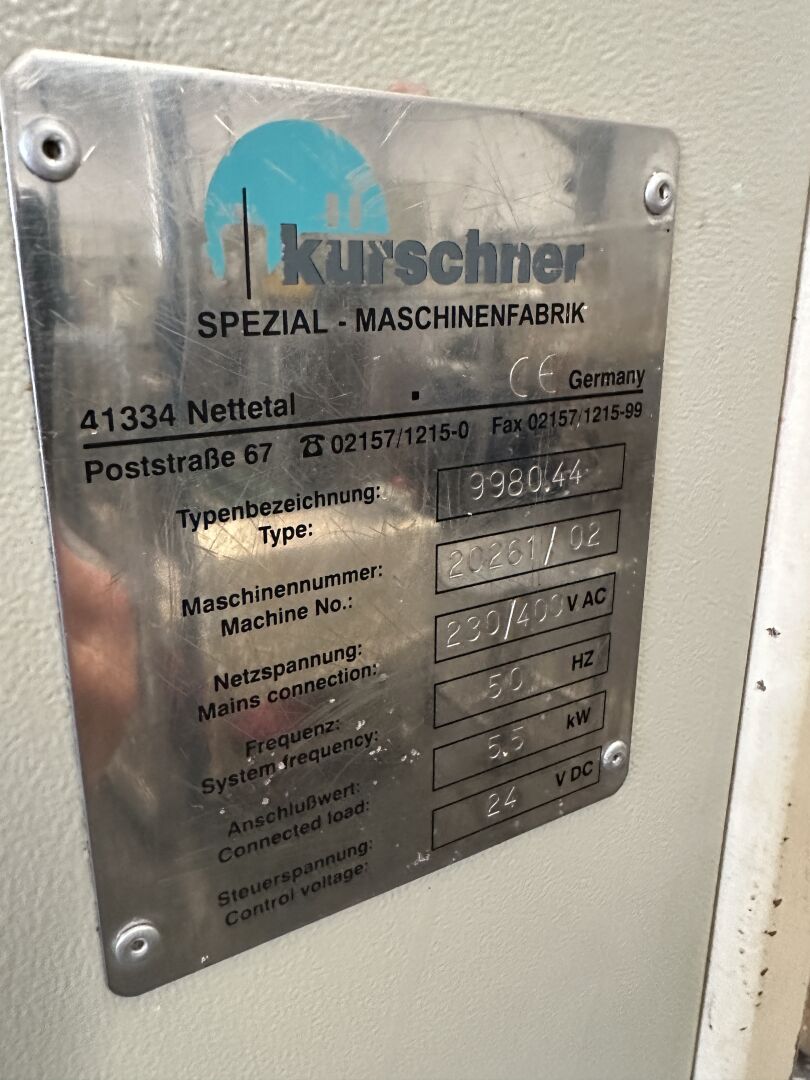 kürschner
SPEZIAL - MASCHINENFABRIK
CE Germany
41334 Nettetal .
Poststraße 67 ☎ 02157/1215-0 Fax 02157/1215-99
Typenbezeichnung: 9980.44
Type:
Maschinennummer: 20261/02
Machine No.:
Netzspannung: 230/400 V AC
Mains connection:
Frequenz: 50 HZ
System frequency:
Anschlußwert: 5.5 kW
Connected load:
Steuerspannung: 24 V DC
Control voltage: